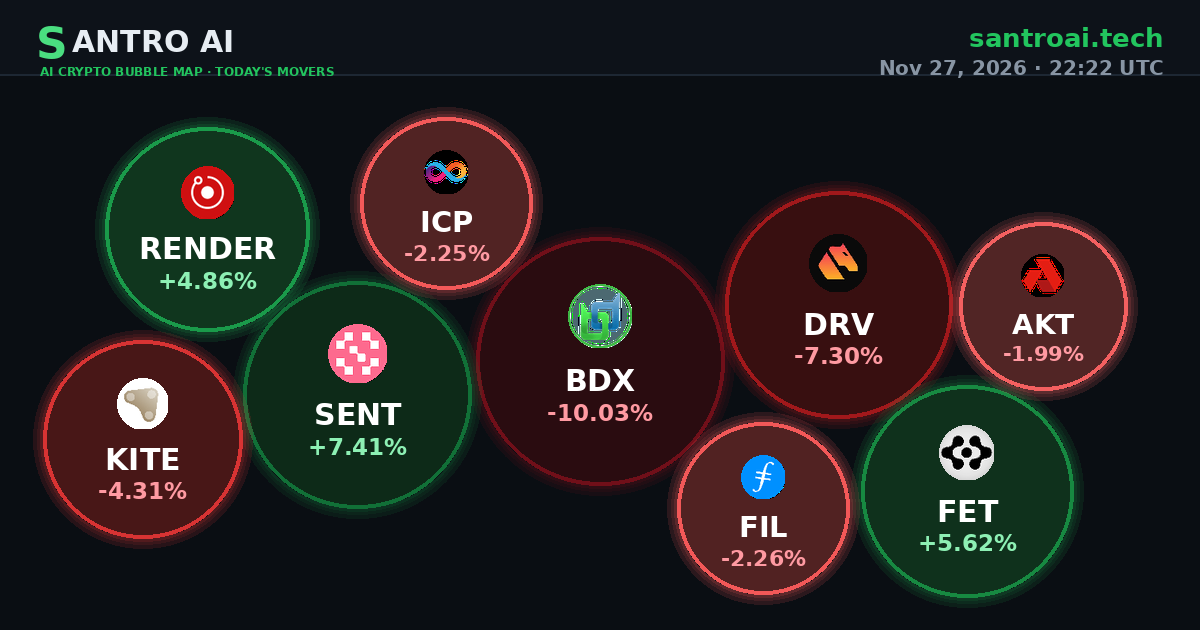 SANTRO AI
AI CRYPTO BUBBLE MAP · TODAY'S MOVERS
santroai.tech
Nov 27, 2026 · 22:22 UTC
RENDER
+4.86%
ICP
-2.25%
DRV
-7.30%
AKT
-1.99%
BDX
-10.03%
SENT
+7.41%
KITE
-4.31%
FIL
-2.26%
FET
+5.62%